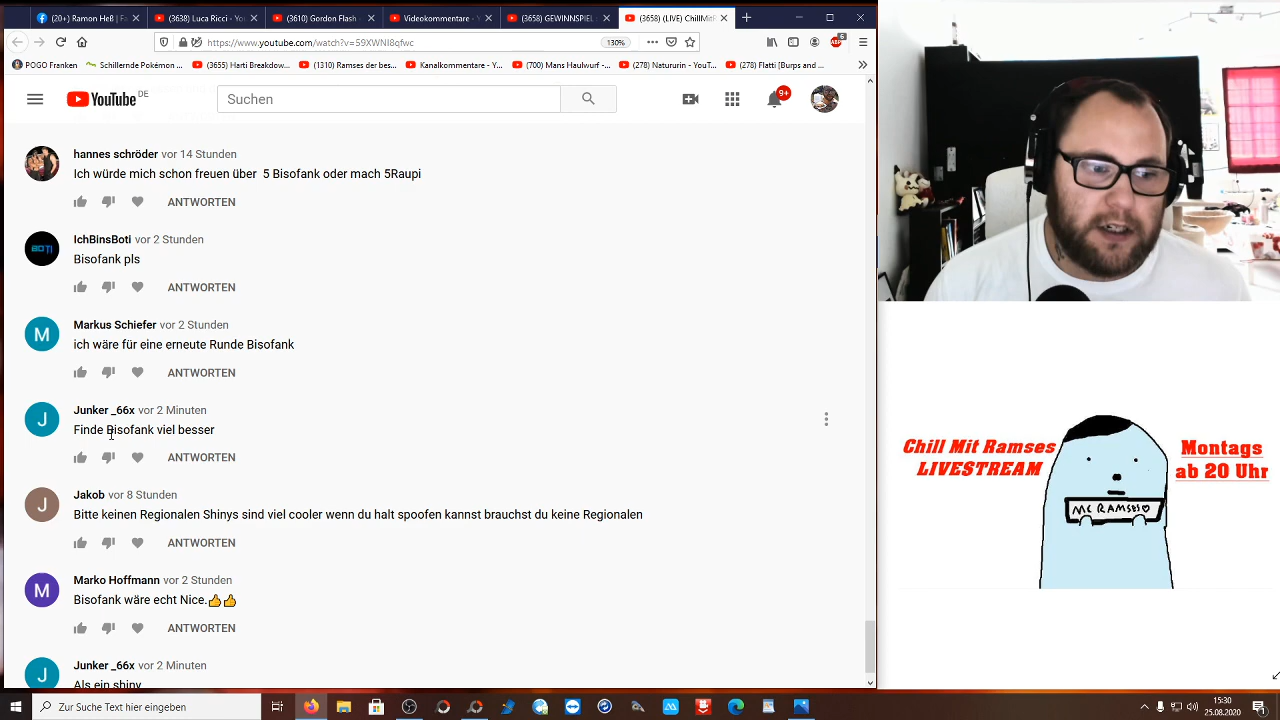 (20+) Ramon Heß | Fac
(3638) Luca Ricci - You
(3610) Gordon Flash - 
Videokommentare - You
(3656) GEWINNSPIEL
(3658) (LIVE) ChillMitR
https://www.youtube.com/watch?v=59XWNI8qfwc
130%
ABP
6
POGO Franken
Schillernde Pokémon ...
(3655) Harti Breakdow...
(1310) Ramses der bes...
Kanalkommentare - Y...
(700) Mans Haulwurf -...
(278) Natururin - YouT...
(278) Flatti [Burps and ...
YouTube DE
Suchen
9+
hannes schröder vor 14 Stunden
Ich würde mich schon freuen über 5 Bisofank oder mach 5Raupi
ANTWORTEN
IchBinsBoti vor 2 Stunden
BOTI
Bisofank pls
ANTWORTEN
Markus Schiefer vor 2 Stunden
M
ich wäre für eine erneute Runde Bisofank
ANTWORTEN
Junker _66x vor 2 Minuten
J
Finde Bisofank viel besser
ANTWORTEN
Jakob vor 8 Stunden
J
Bitte keinen Regionalen Shinys sind viel cooler wenn du halt spoofen kannst brauchst du keine Regionalen
ANTWORTEN
Marko Hoffmann vor 2 Stunden
M
Bisofank wäre echt Nice.👍👍
ANTWORTEN
Junker _66x vor 2 Minuten
J
Als ein shiny
Chill Mit Ramses
LIVESTREAM
Montags
ab 20 Uhr
MC RAMSES♡
Zur Suche Text hier eingeben
15:30
25.08.2020